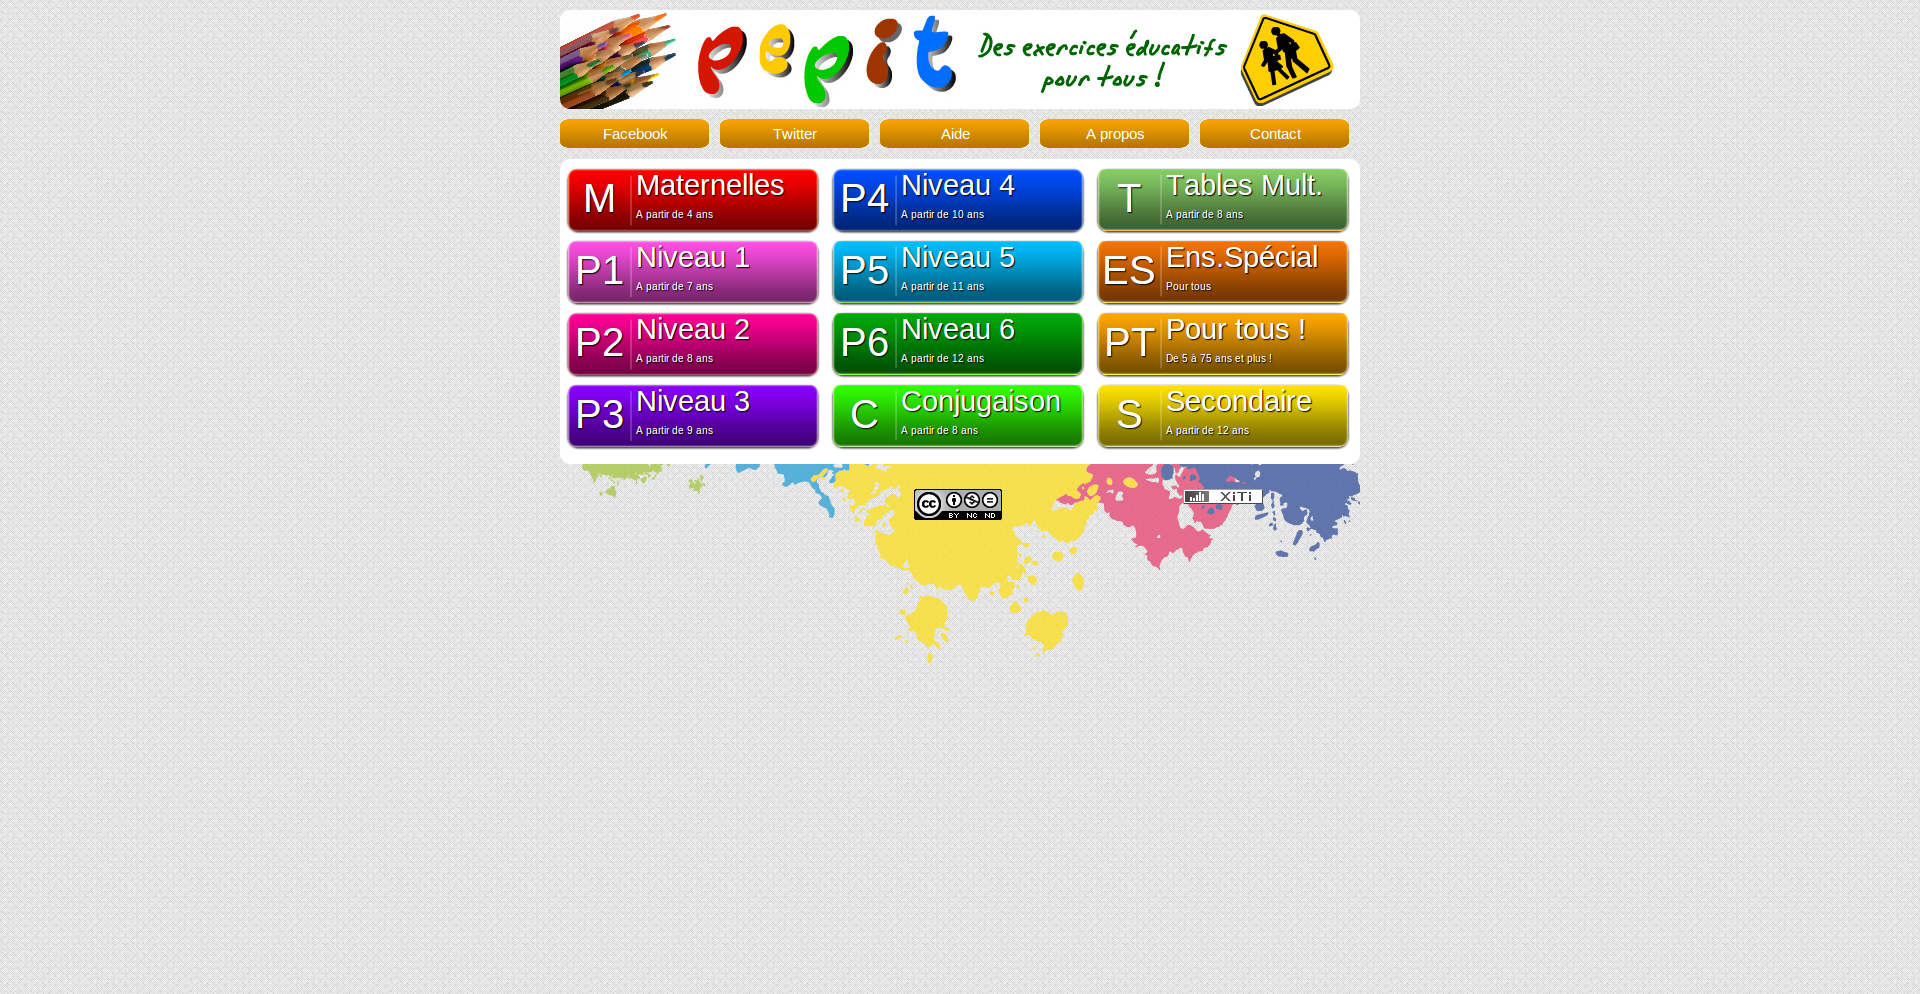 pepit
Des exercices éducatifs
pour tous !
Facebook
Twitter
Aide
A propos
Contact
M
Maternelles
A partir de 4 ans
P4
Niveau 4
A partir de 10 ans
T
Tables Mult.
A partir de 8 ans
P1
Niveau 1
A partir de 7 ans
P5
Niveau 5
A partir de 11 ans
ES
Ens.Spécial
Pour tous
P2
Niveau 2
A partir de 8 ans
P6
Niveau 6
A partir de 12 ans
PT
Pour tous !
De 5 à 75 ans et plus !
P3
Niveau 3
A partir de 9 ans
C
Conjugaison
A partir de 8 ans
S
Secondaire
A partir de 12 ans
cc
BY NC ND
XiTi